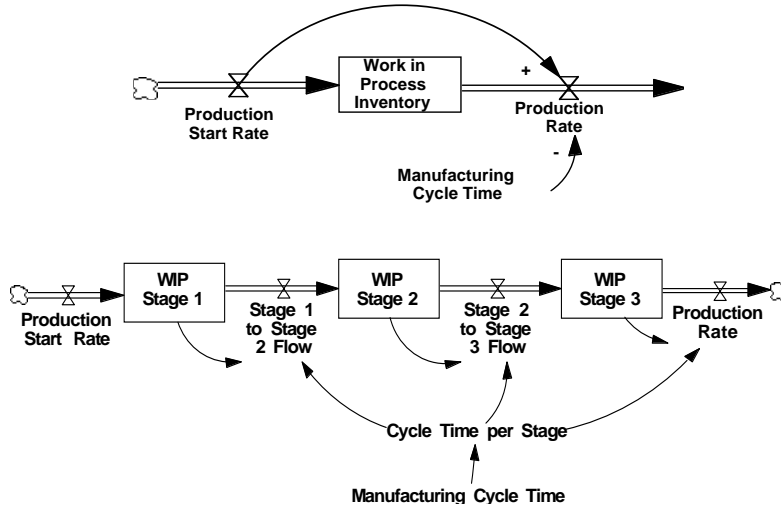 Work in
Process
Inventory
+
Production
Start Rate
Production
Rate
-
Manufacturing
Cycle Time
WIP
Stage 1
WIP
Stage 2
WIP
Stage 3
Production
Start Rate
Stage 1
to Stage
2 Flow
Stage 2
to Stage
3 Flow
Production
Rate
Cycle Time per Stage
Manufacturing Cycle Time